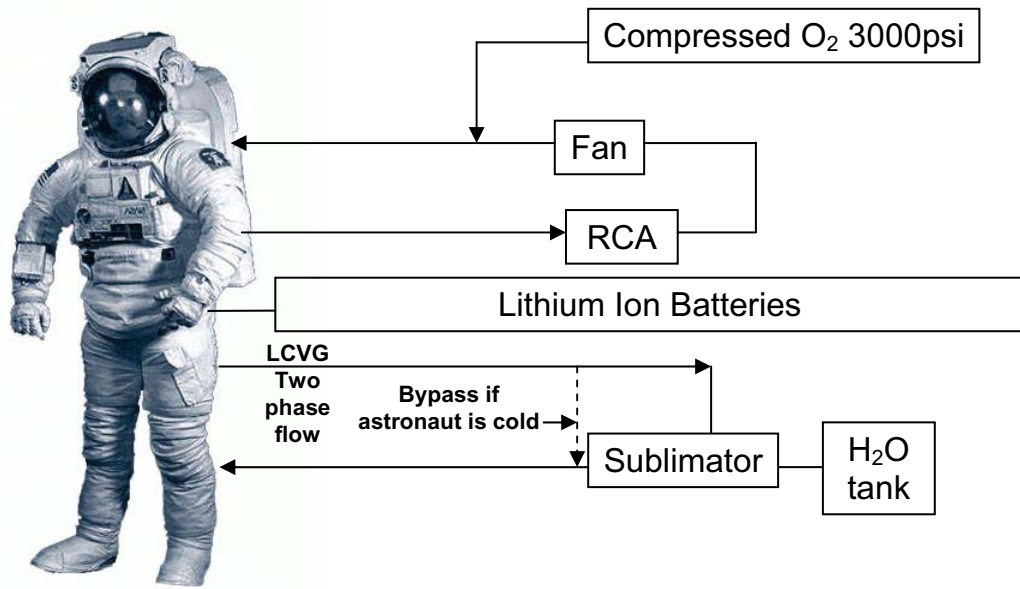 Compressed O₂ 3000psi
Fan
RCA
Lithium Ion Batteries
LCVG
Two
phase
flow
Bypass if
astronaut is cold
Sublimator
H₂O
tank